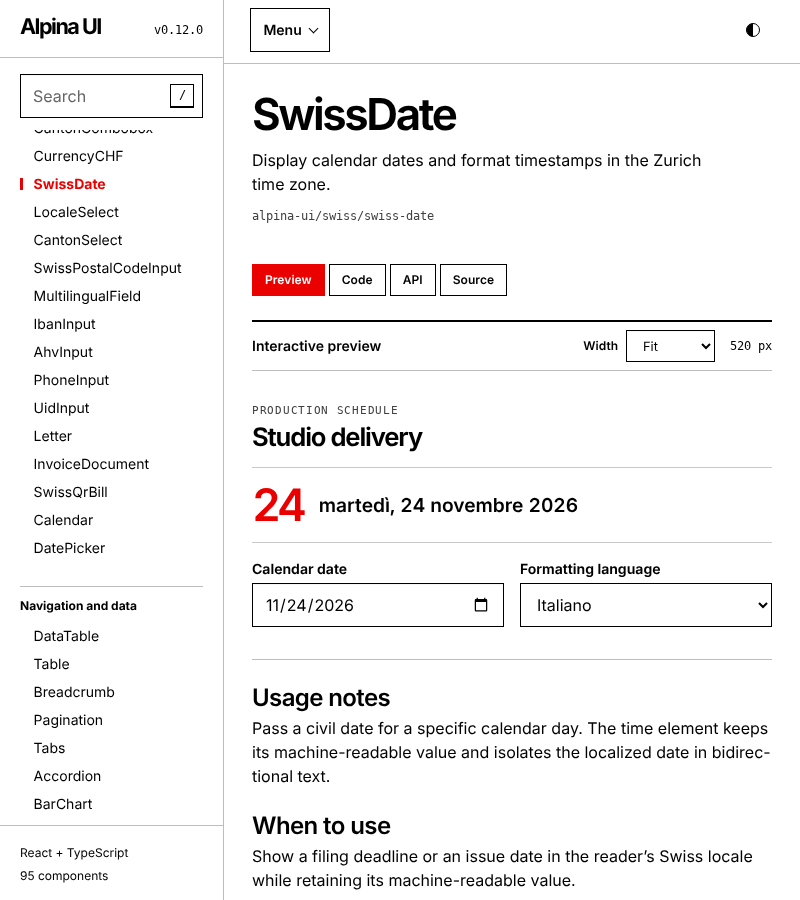 Alpina UI
v0.12.0
Search
/
CantonCombobox
CurrencyCHF
SwissDate
LocaleSelect
CantonSelect
SwissPostalCodeInput
MultilingualField
IbanInput
AhvInput
PhoneInput
UidInput
Letter
InvoiceDocument
SwissQrBill
Calendar
DatePicker
Navigation and data
DataTable
Table
Breadcrumb
Pagination
Tabs
Accordion
BarChart
React + TypeScript
95 components
Menu
SwissDate
Display calendar dates and format timestamps in the Zurich
time zone.
alpina-ui/swiss/swiss-date
Preview
Code
API
Source
Interactive preview
Width
Fit
520 px
PRODUCTION SCHEDULE
Studio delivery
24
martedì, 24 novembre 2026
Calendar date
Formatting language
11/24/2026
Italiano
Usage notes
Pass a civil date for a specific calendar day. The time element keeps
its machine-readable value and isolates the localized date in bidirec-
tional text.
When to use
Show a filing deadline or an issue date in the reader’s Swiss locale
while retaining its machine-readable value.